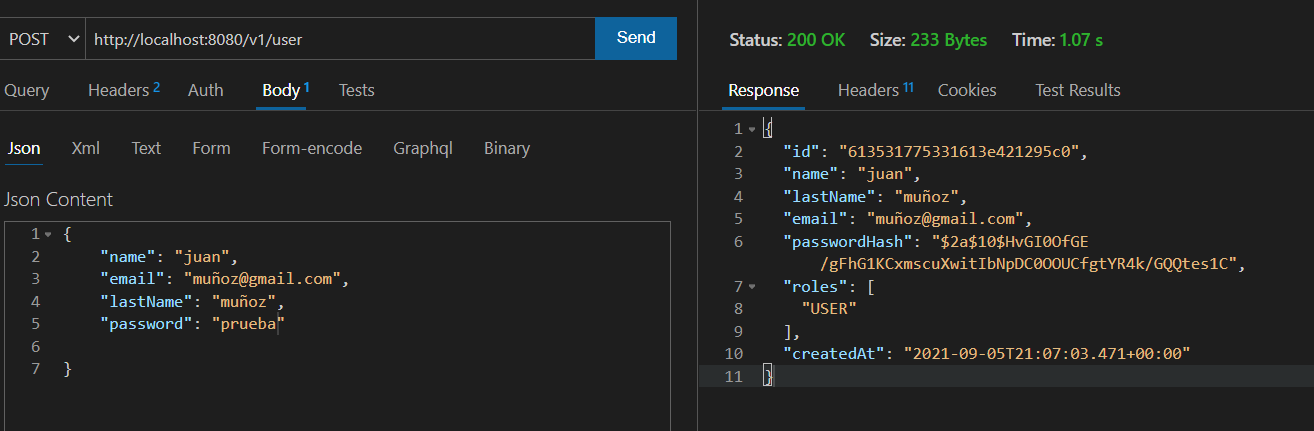 POST http://localhost:8080/v1/user Send
Query Headers 2 Auth Body 1 Tests
Json Xml Text Form Form-encode Graphql Binary
Json Content
1 {
2 "name": "juan",
3 "email": "muñoz@gmail.com",
4 "lastName": "muñoz",
5 "password": "prueba"
6
7 }
Status: 200 OK Size: 233 Bytes Time: 1.07 s
Response Headers 11 Cookies Test Results
1 {
2 "id": "613531775331613e421295c0",
3 "name": "juan",
4 "lastName": "muñoz",
5 "email": "muñoz@gmail.com",
6 "passwordHash": "$2a$10$HvGI0OfGE
/gFhG1KCxmscuXwitIbNpDC0OOUCfgtYR4k/GQQtes1C",
7 "roles": [
8 "USER"
9 ],
10 "createdAt": "2021-09-05T21:07:03.471+00:00"
11 }